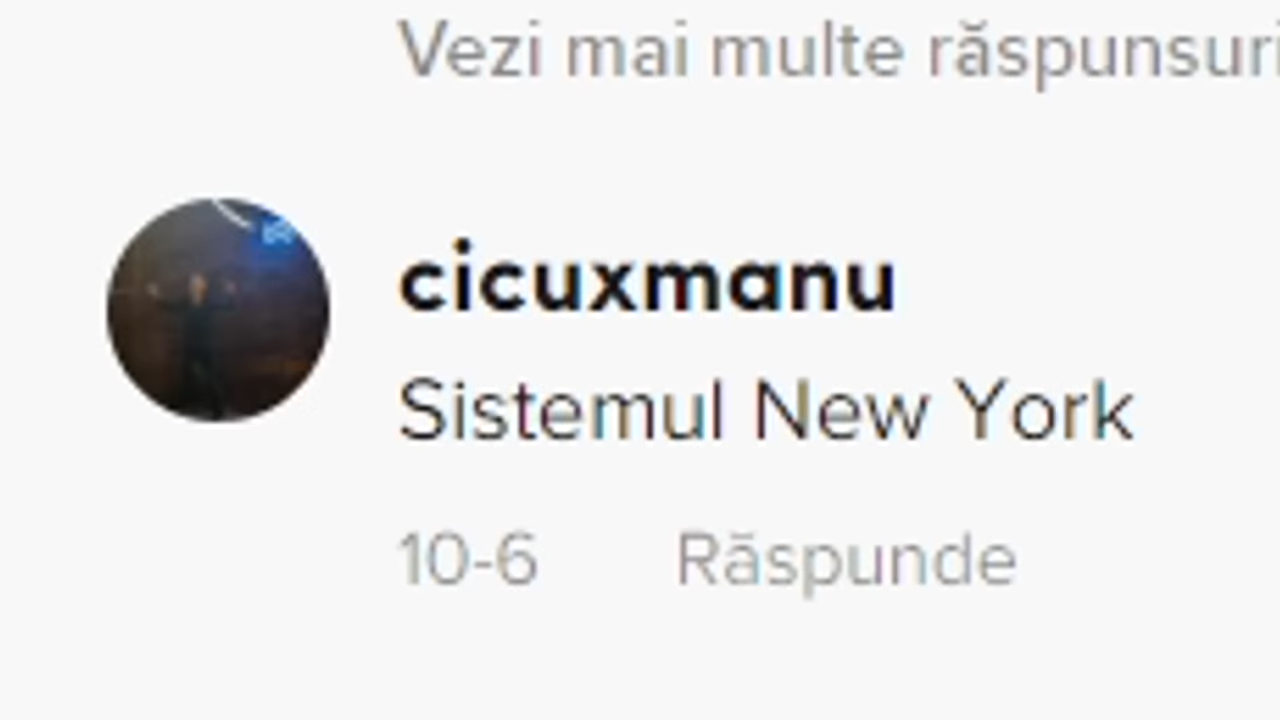 Vezi mai multe răspunsuri
cicuxmanu
Sistemul New York
10-6 Răspunde